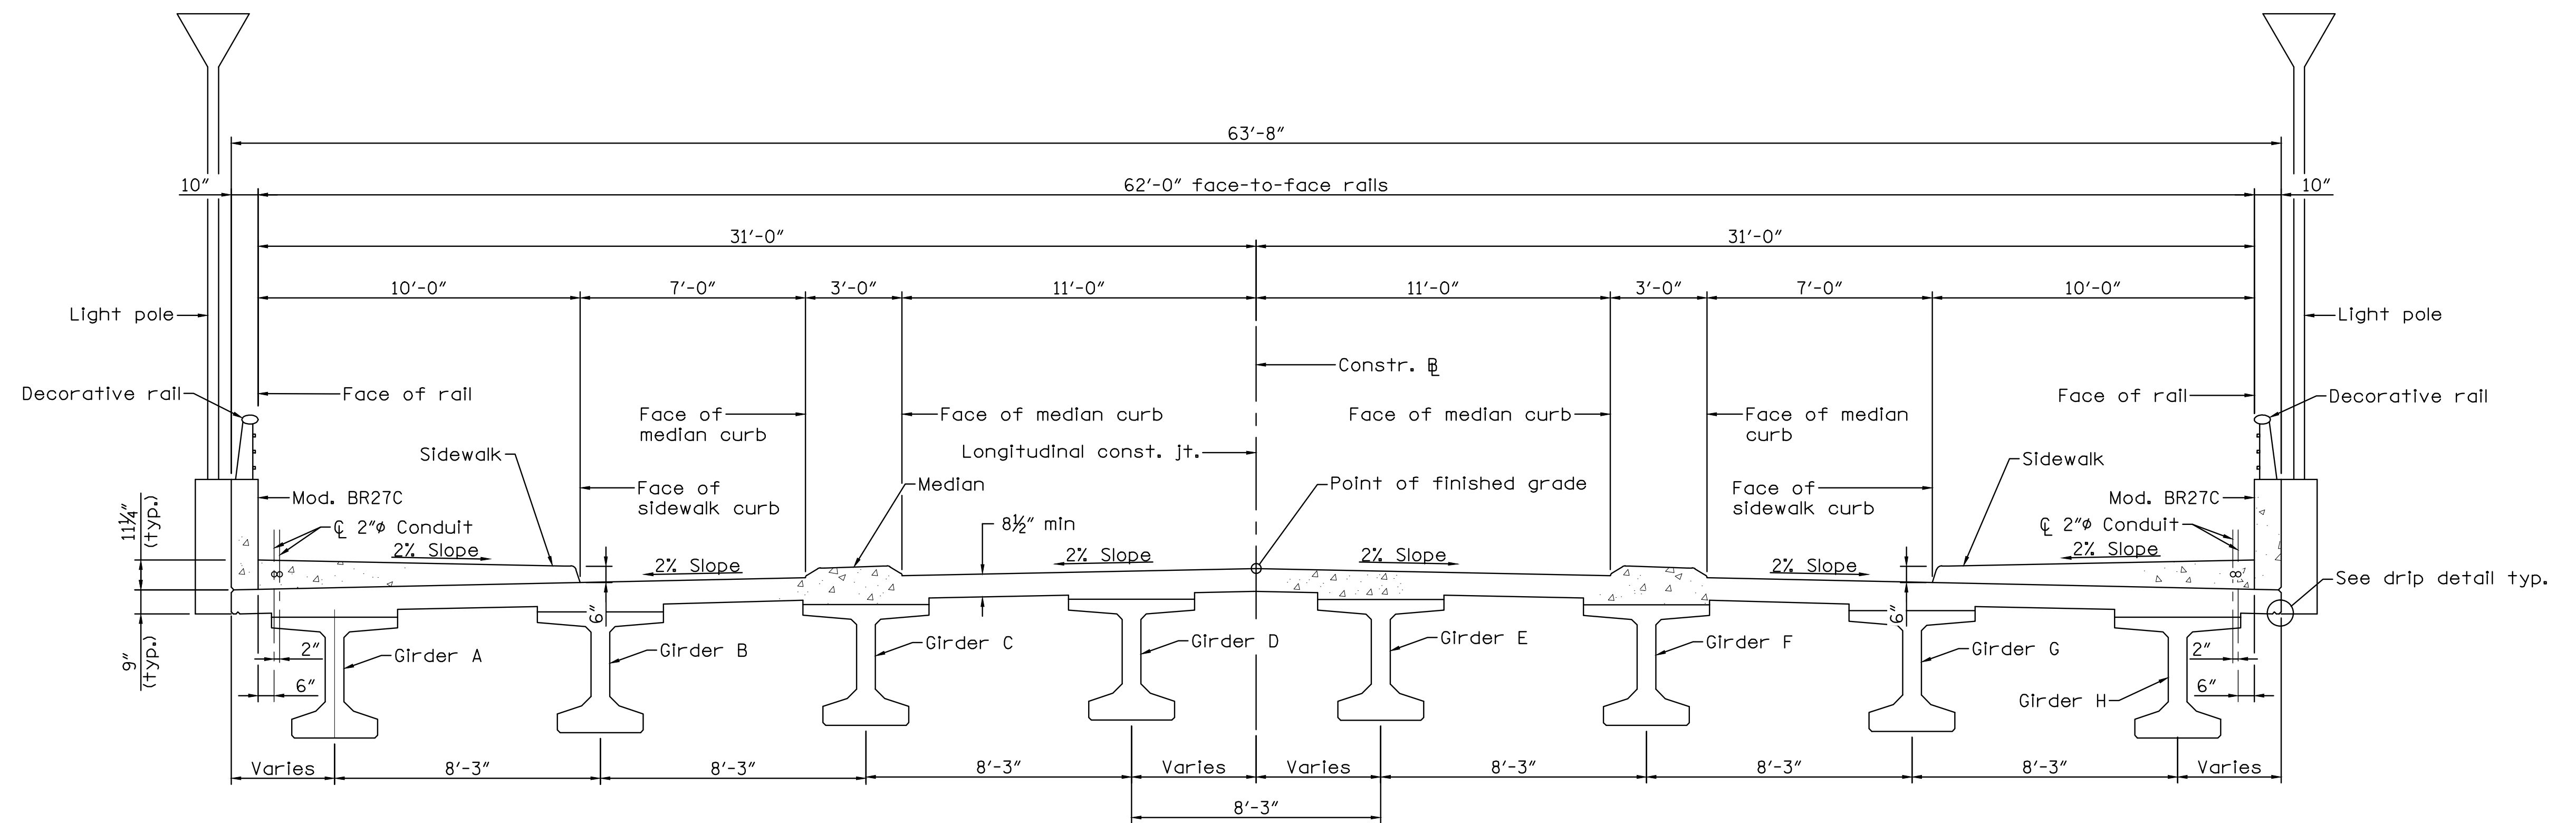 63'-8"
10"
62'-0" face-to-face rails
10"
31'-0"
31'-0"
10'-0"
7'-0"
3'-0"
11'-0"
11'-0"
3'-0"
7'-0"
10'-0"
Light pole
Light pole
Constr. ℄
Decorative rail
Face of rail
Face of rail
Decorative rail
Face of
median curb
Face of median curb
Face of median curb
Face of median
curb
Sidewalk
Longitudinal const. jt.
Sidewalk
Face of
sidewalk curb
Median
Point of finished grade
Face of
sidewalk curb
Mod. BR27C
Mod. BR27C
11¼"
(typ.)
℄ 2"ø Conduit
8½" min
℄ 2"ø Conduit
2% Slope
2% Slope
2% Slope
2% Slope
2% Slope
2% Slope
See drip detail typ.
6"
6"
9"
(typ.)
2"
6"
Girder A
Girder B
Girder C
Girder D
Girder E
Girder F
Girder G
Girder H
2"
6"
Varies
8'-3"
8'-3"
8'-3"
Varies
Varies
8'-3"
8'-3"
8'-3"
Varies
8'-3"